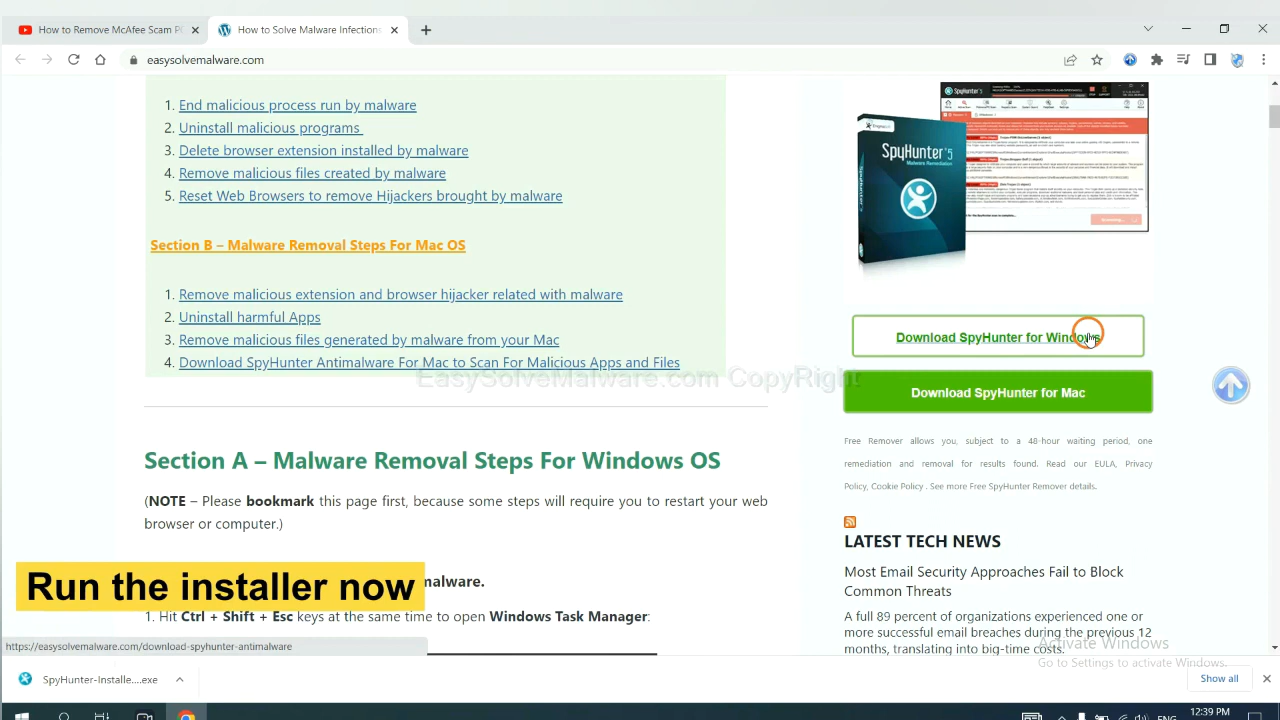 How to Remove McAfee Scam P
How to Solve Malware Infections
easysolvemalware.com
1. End malicious process run by malware
2. Uninstall malicious programs
3. Delete browser installed by malware
4. Remove malicious files created by malware
5. Reset Web Browser brought by malware
Section B – Malware Removal Steps For Mac OS
1. Remove malicious extension and browser hijacker related with malware
2. Uninstall harmful Apps
3. Remove malicious files generated by malware from your Mac
4. Download SpyHunter Antimalware For Mac to Scan For Malicious Apps and Files
EasySolveMalware.com CopyRight
Section A – Malware Removal Steps For Windows OS
(NOTE – Please bookmark this page first, because some steps will require you to restart your web
browser or computer.)
Run the installer now
malware.
1. Hit Ctrl + Shift + Esc keys at the same time to open Windows Task Manager:
SpyHunter 5
Malware Remediation
Download SpyHunter for Windows
Download SpyHunter for Mac
Free Remover allows you, subject to a 48-hour waiting period, one
remediation and removal for results found. Read our EULA, Privacy
Policy, Cookie Policy . See more Free SpyHunter Remover details.
LATEST TECH NEWS
Most Email Security Approaches Fail to Block
Common Threats
A full 89 percent of organizations experienced one or
more successful email breaches during the previous 12
months, translating into big-time costs.
Activate Windows
Go to Settings to activate Windows.
https://easysolvemalware.com/download-spyhunter-antimalware
SpyHunter-Installe....exe
Show all
ENG
12:39 PM